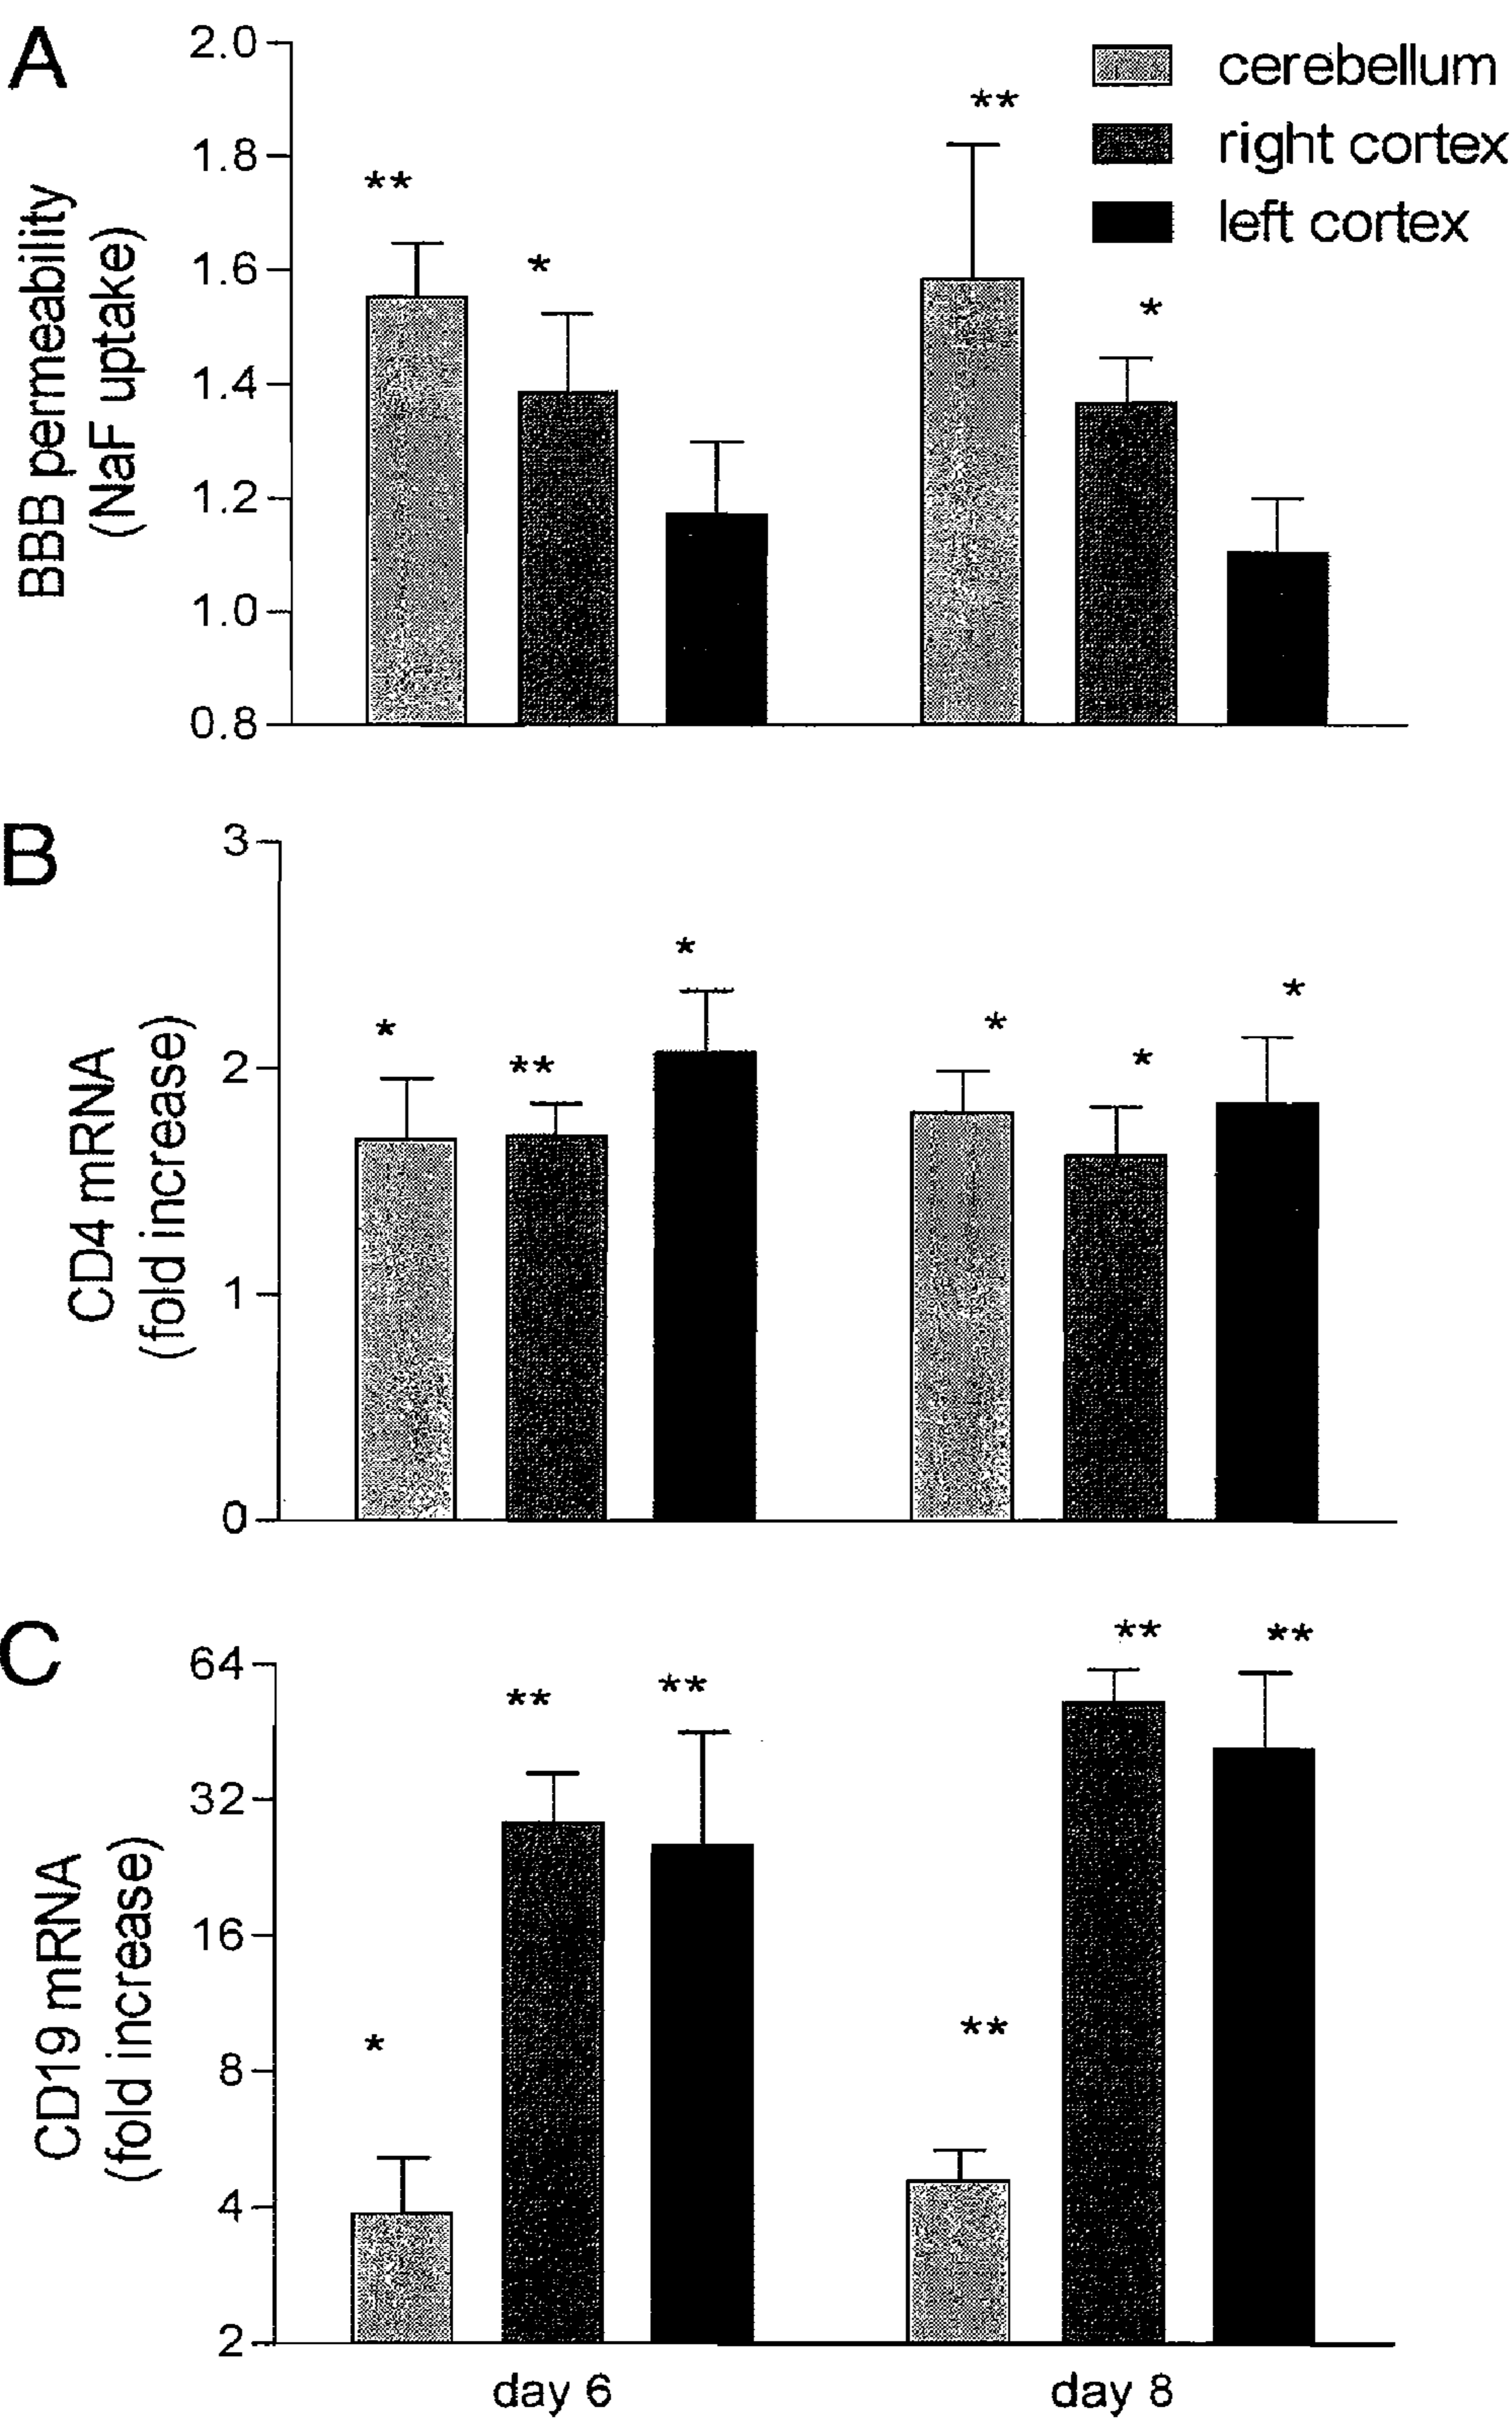 A
2.0
1.8
1.6
1.4
1.2
1.0
0.8
BBB permeability
(NaF uptake)
cerebellum
right cortex
left cortex
**
*
**
*
B
3
2
1
0
CD4 mRNA
(fold increase)
*
**
*
*
*
*
C
64
32
16
8
4
2
CD19 mRNA
(fold increase)
*
**
**
**
**
**
day 6
day 8